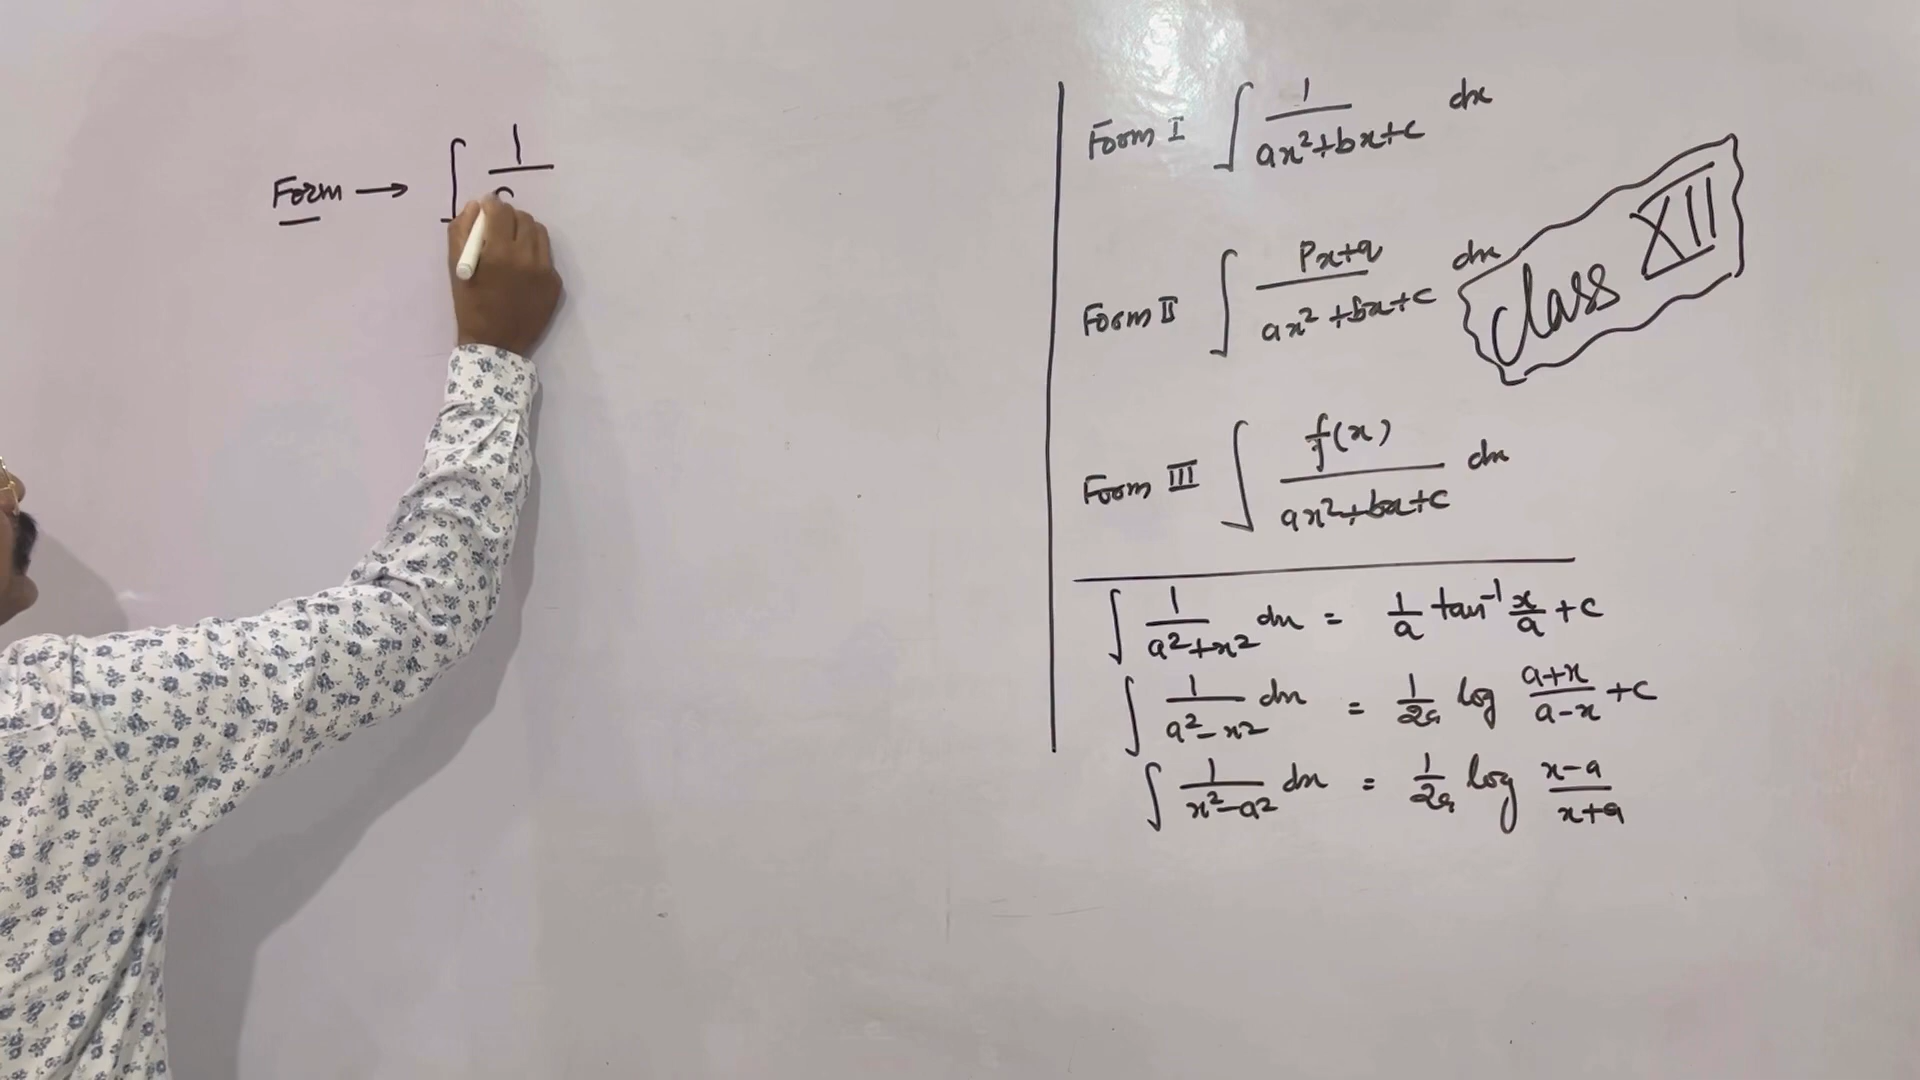 Form → ∫ 1/
Form I ∫ 1/(ax²+bx+c) dx
Form II ∫ (Px+q)/(ax²+bx+c) dx
class XII
Form III ∫ f(x)/(ax²+bx+c) dx
∫ 1/(a²+x²) dx = 1/a tan⁻¹ x/a + c
∫ 1/(a²-x²) dx = 1/2a log (a+x)/(a-x) + c
∫ 1/(x²-a²) dx = 1/2a log (x-a)/(x+a)